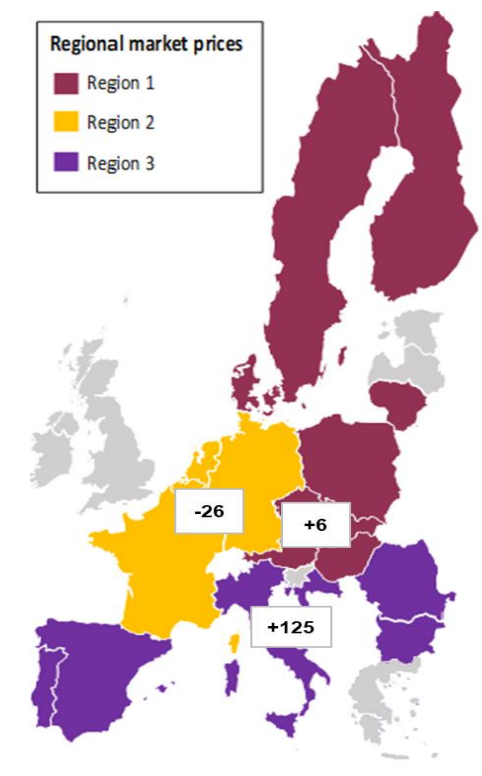 Regional market prices
Region 1
Region 2
Region 3
-26
+6
+125